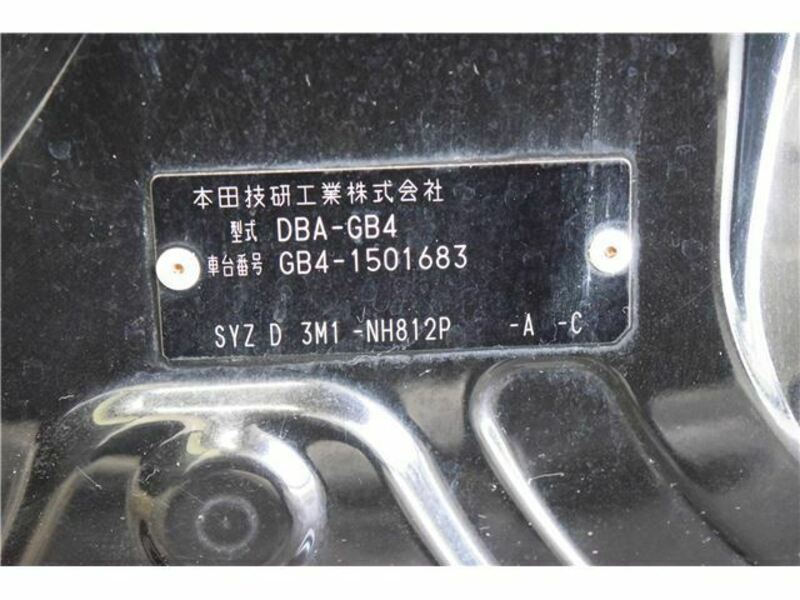 本田技研工業株式会社
型式 DBA-GB4
車台番号 GB4-1501683
SYZ D 3M1 -NH812P -A -C